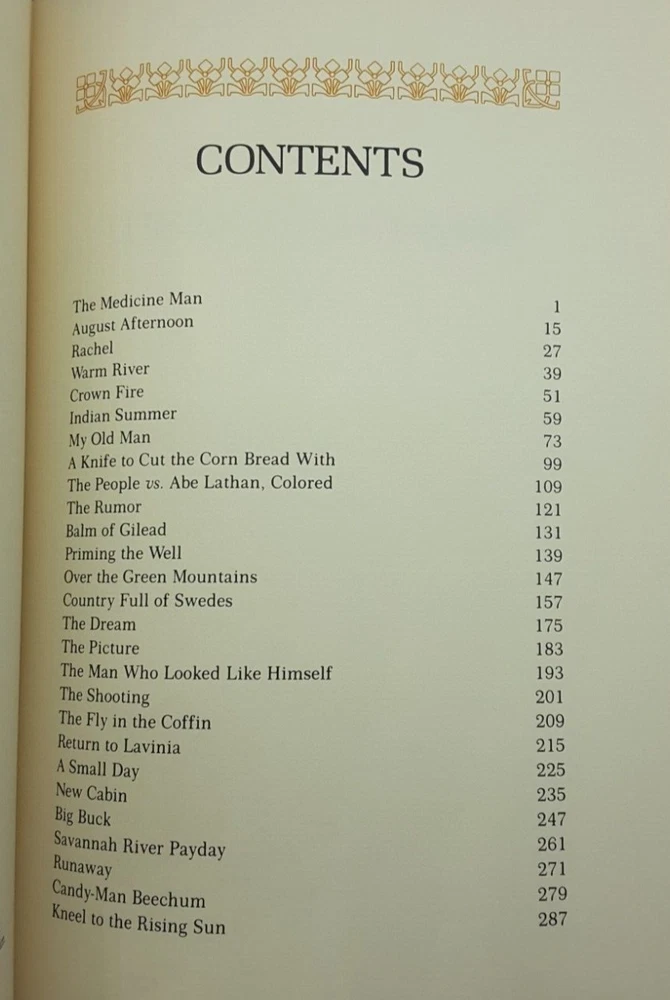 CONTENTS
The Medicine Man 1
August Afternoon 15
Rachel 27
Warm River 39
Crown Fire 51
Indian Summer 59
My Old Man 73
A Knife to Cut the Corn Bread With 99
The People vs. Abe Lathan, Colored 109
The Rumor 121
Balm of Gilead 131
Priming the Well 139
Over the Green Mountains 147
Country Full of Swedes 157
The Dream 175
The Picture 183
The Man Who Looked Like Himself 193
The Shooting 201
The Fly in the Coffin 209
Return to Lavinia 215
A Small Day 225
New Cabin 235
Big Buck 247
Savannah River Payday 261
Runaway 271
Candy-Man Beechum 279
Kneel to the Rising Sun 287